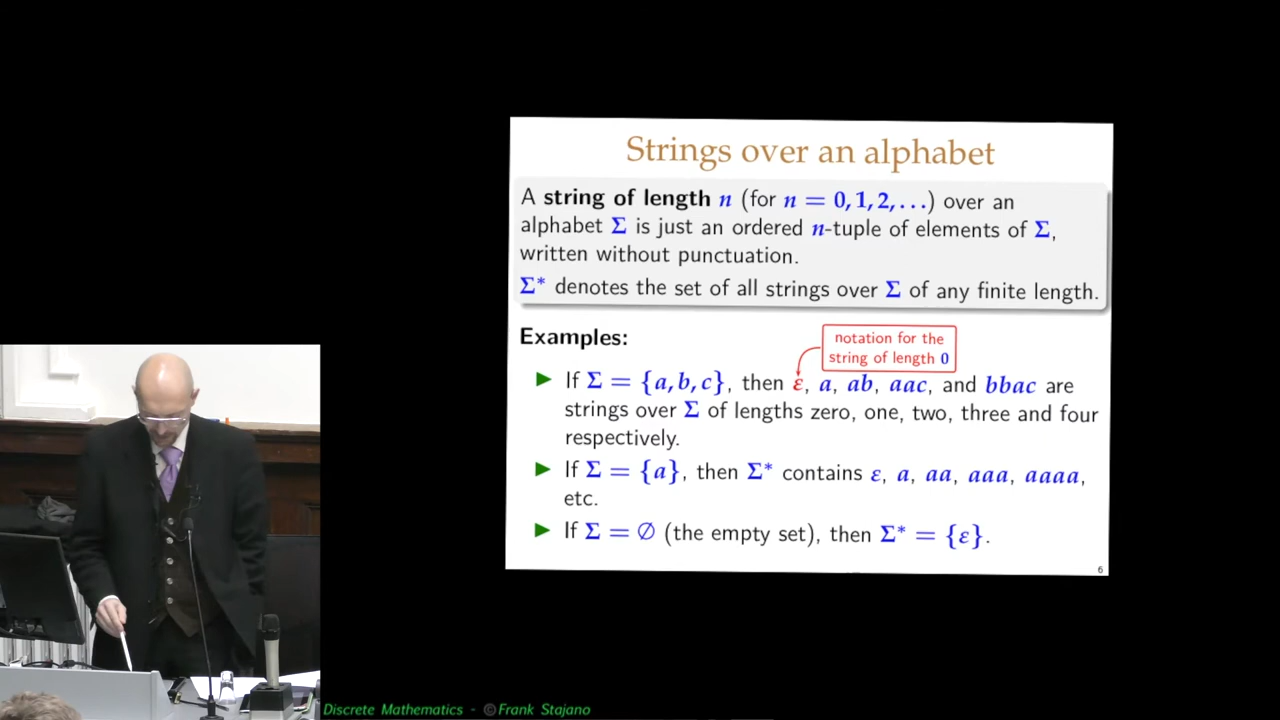 Strings over an alphabet
A string of length n (for n = 0, 1, 2, . . .) over an
alphabet Σ is just an ordered n-tuple of elements of Σ,
written without punctuation.
Σ* denotes the set of all strings over Σ of any finite length.
Examples:
notation for the
string of length 0
▶ If Σ = {a, b, c}, then ε, a, ab, aac, and bbac are
strings over Σ of lengths zero, one, two, three and four
respectively.
▶ If Σ = {a}, then Σ* contains ε, a, aa, aaa, aaaa,
etc.
▶ If Σ = ∅ (the empty set), then Σ* = {ε}.
6
Discrete Mathematics - ©Frank Stajano